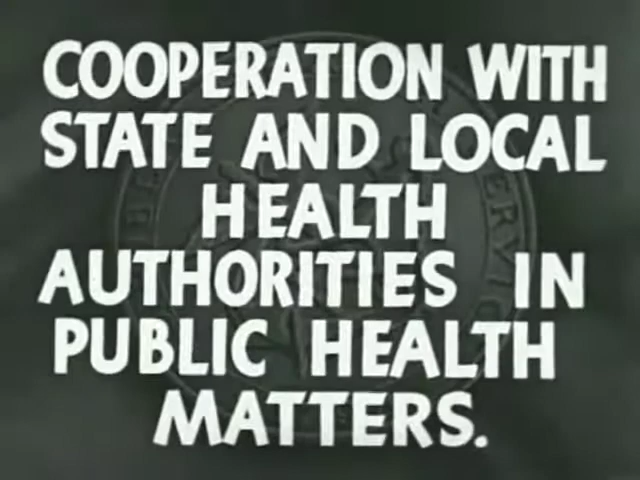 COOPERATION WITH
STATE AND LOCAL
HEALTH
AUTHORITIES IN
PUBLIC HEALTH
MATTERS.